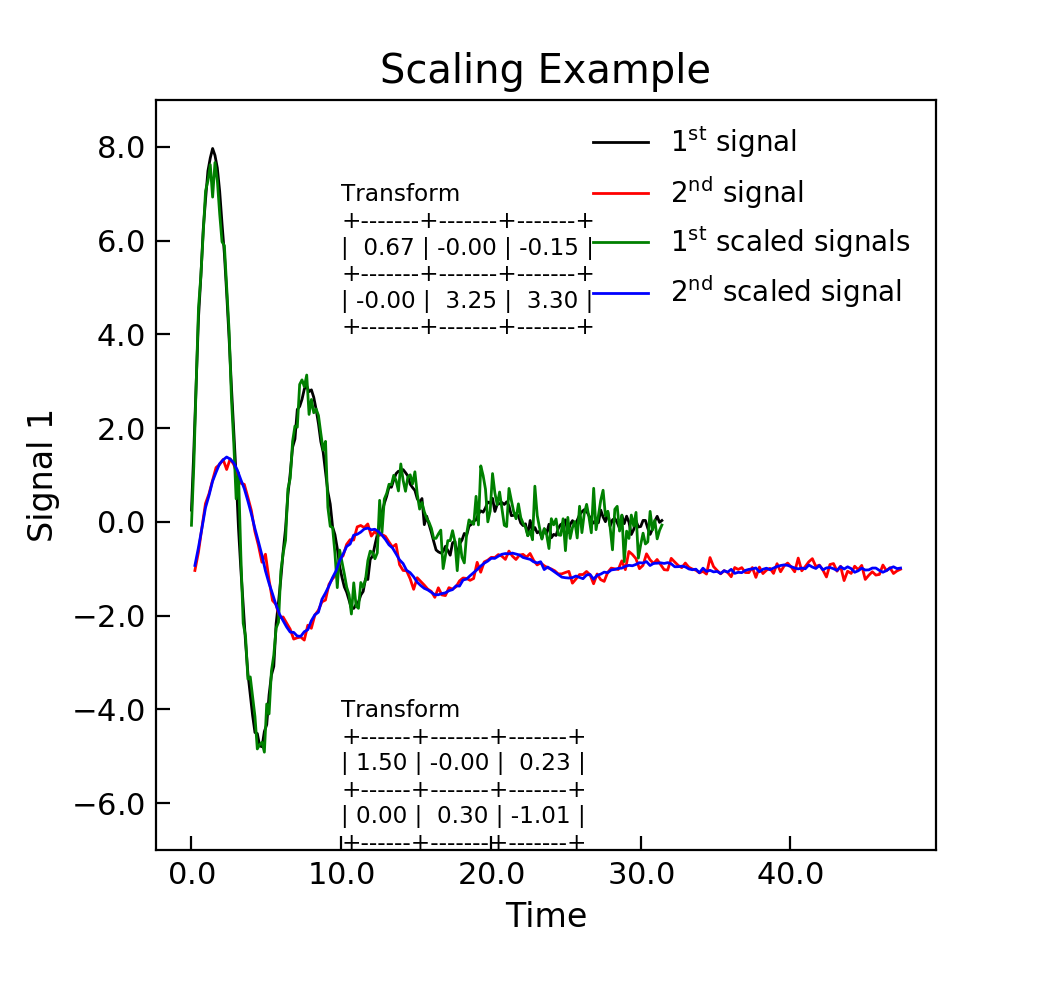 Scaling Example
8.0
6.0
4.0
2.0
0.0
−2.0
−4.0
−6.0
Signal 1
1st signal
2nd signal
1st scaled signals
2nd scaled signal
Transform
+-------+-------+-------+
|  0.67 | -0.00 | -0.15 |
+-------+-------+-------+
| -0.00 |  3.25 |  3.30 |
+-------+-------+-------+
Transform
+------+-------+-------+
| 1.50 | -0.00 |  0.23 |
+------+-------+-------+
| 0.00 |  0.30 | -1.01 |
+------+-------+-------+
0.0 10.0 20.0 30.0 40.0
Time